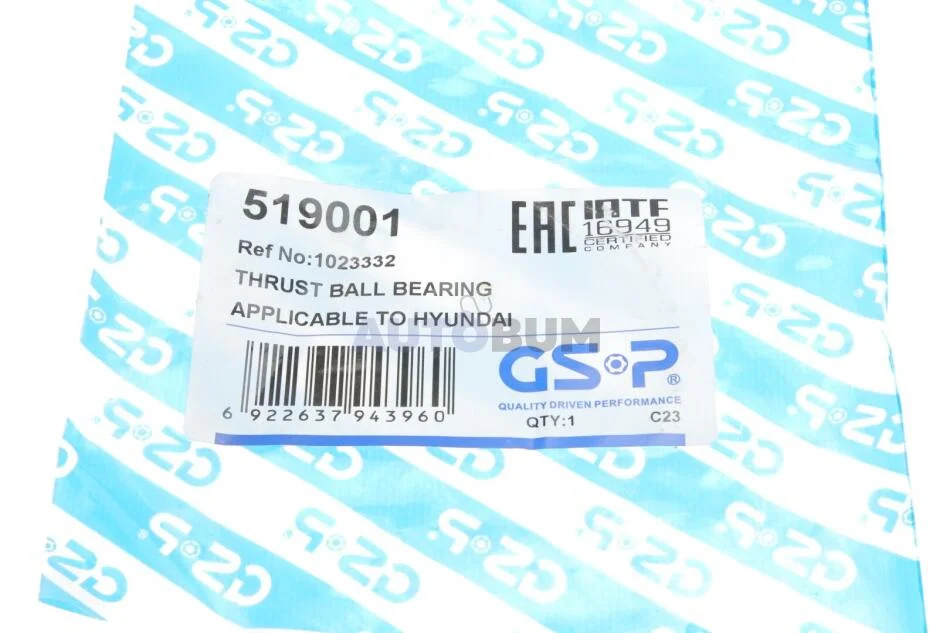 519001
Ref No:1023332
THRUST BALL BEARING
APPLICABLE TO HYUNDAI
EAC
IATF
16949
CERTIFIED
COMPANY
AUTOBUM
6 922637 943960
GS·P®
QUALITY DRIVEN PERFORMANCE
QTY:1 C23